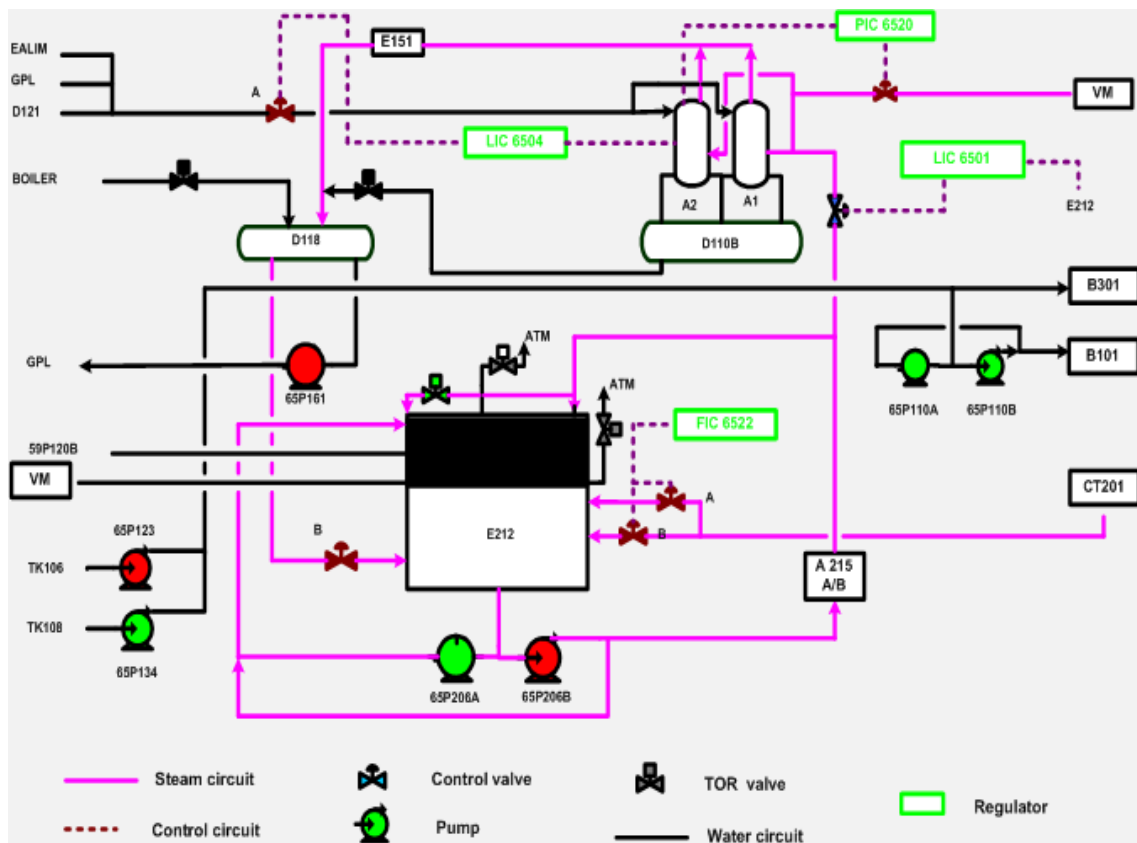 PIC 6520
E151
EALIM
GPL
D121
A
VM
LIC 6504
LIC 6501
BOILER
A2
A1
E212
D118
D110B
B301
ATM
GPL
B101
65P161
ATM
65P110A
65P110B
FIC 6522
59P120B
VM
A
CT201
65P123
B
E212
B
TK106
A 215
A/B
TK108
65P134
65P206A
65P206B
Steam circuit
Control valve
TOR valve
Regulator
Control circuit
Pump
Water circuit